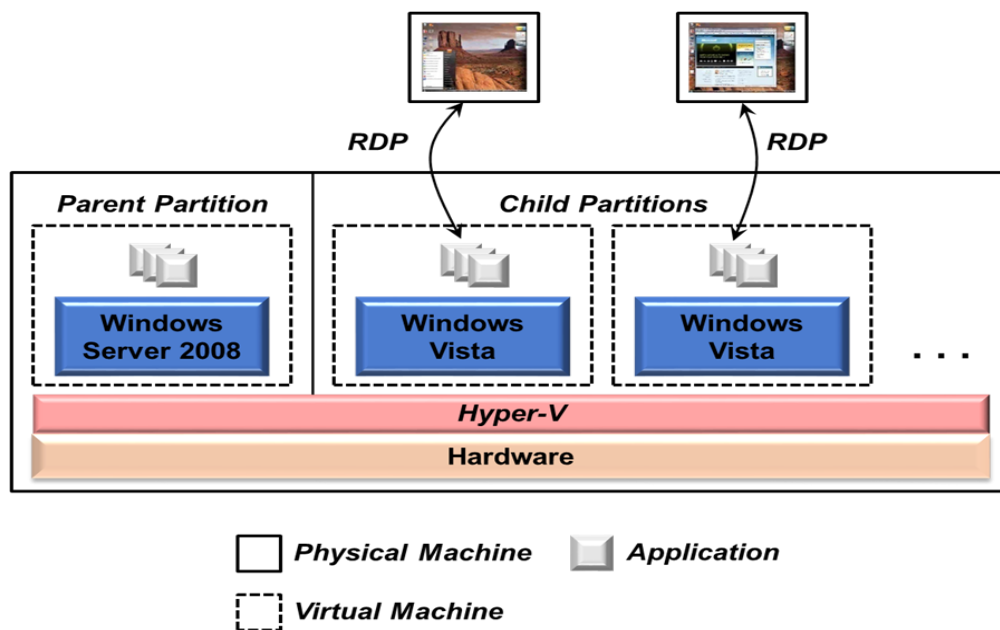 RDP
RDP
Parent Partition
Child Partitions
Windows
Server 2008
Windows
Vista
Windows
Vista
. . .
Hyper-V
Hardware
Physical Machine
Application
Virtual Machine